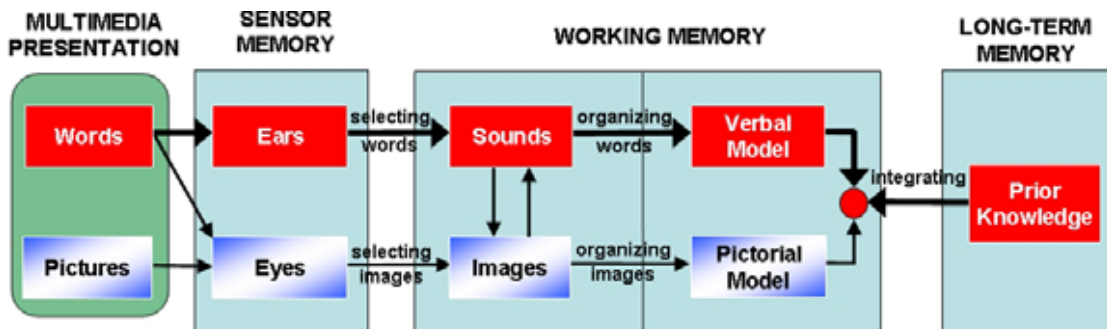 MULTIMEDIA
PRESENTATION
SENSOR
MEMORY
WORKING MEMORY
LONG-TERM
MEMORY
Words
Ears
selecting
words
Sounds
organizing
words
Verbal
Model
integrating
Prior
Knowledge
Pictures
Eyes
selecting
images
Images
organizing
images
Pictorial
Model